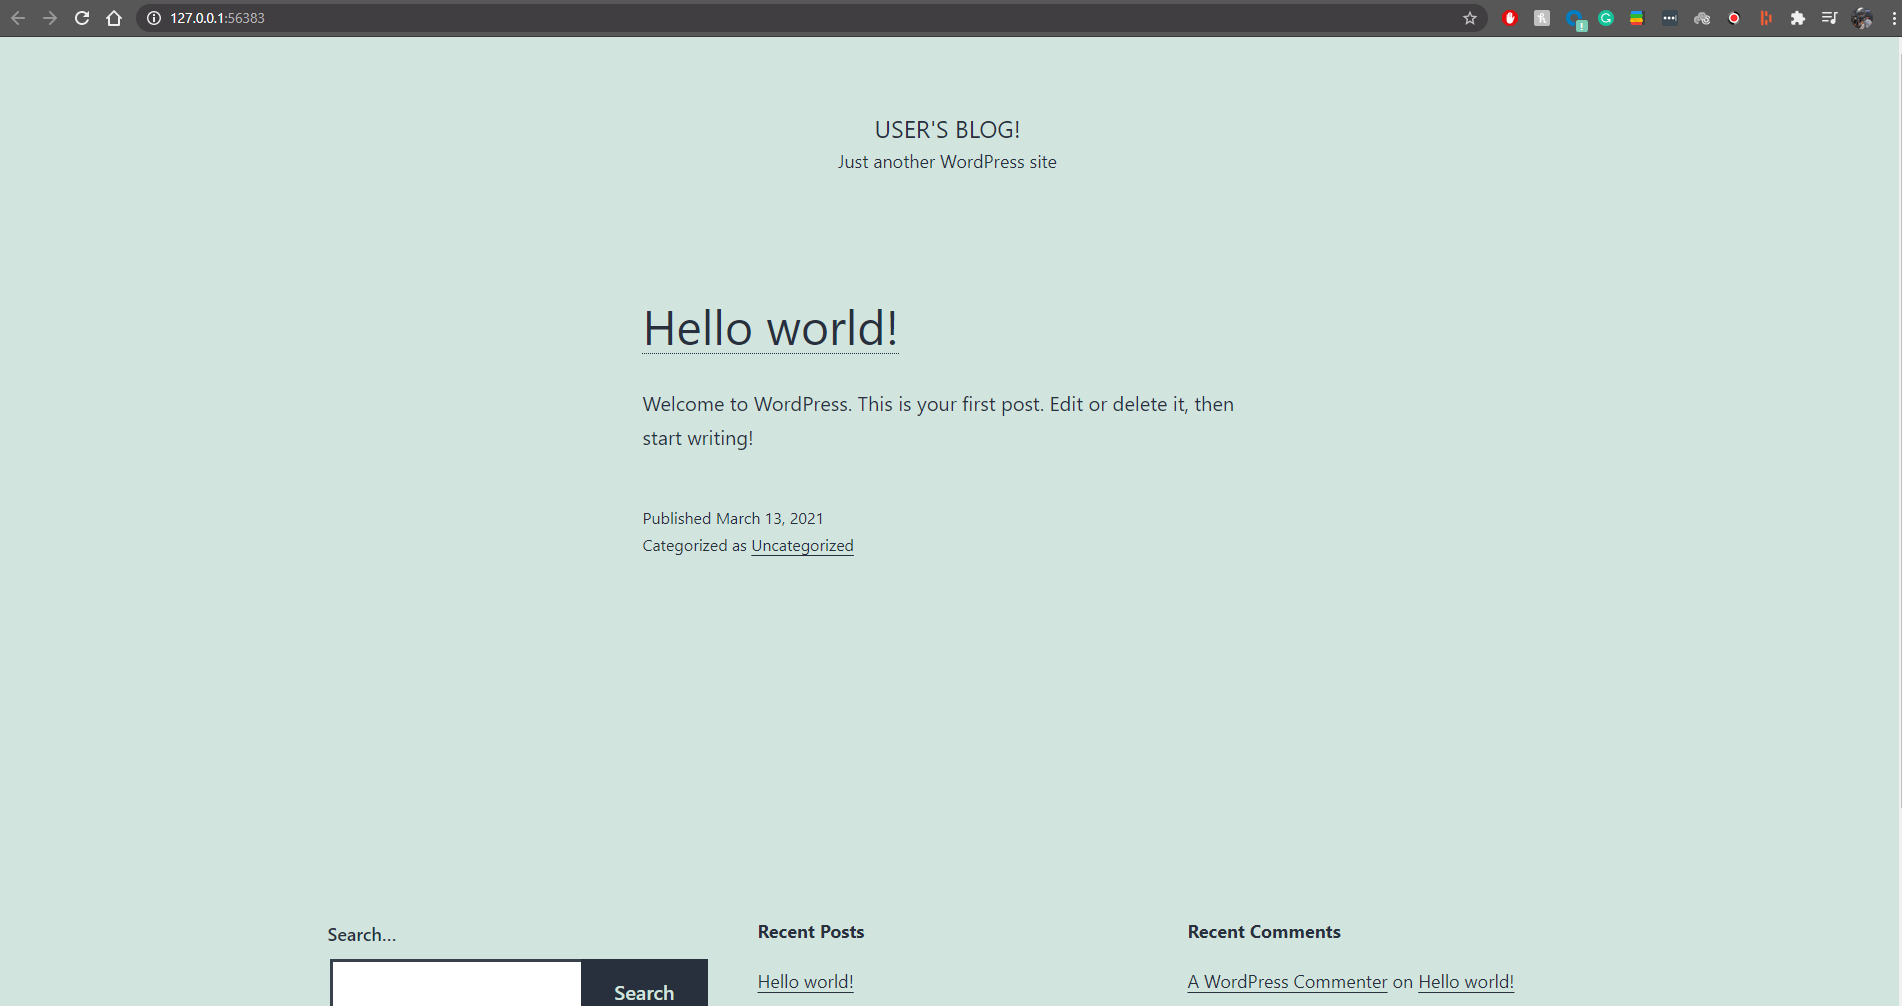 127.0.0.1:56383
USER'S BLOG!
Just another WordPress site
Hello world!
Welcome to WordPress. This is your first post. Edit or delete it, then
start writing!
Published March 13, 2021
Categorized as Uncategorized
Search…
Search
Recent Posts
Hello world!
Recent Comments
A WordPress Commenter on Hello world!